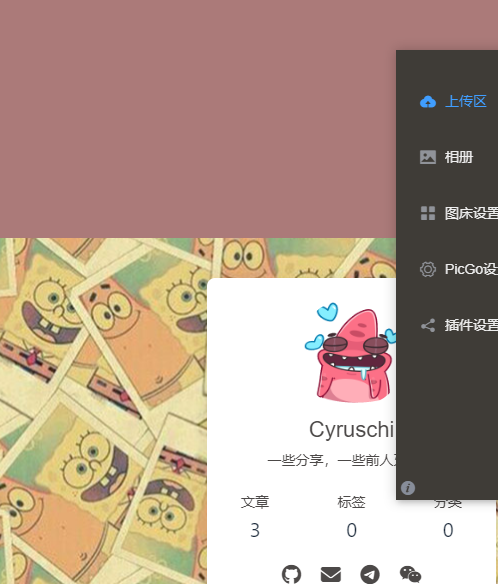 上传区
相册
图床设置
PicGo设
插件设置
Cyruschi
一些分享，一些前人
文章
标签
分类
3
0
0